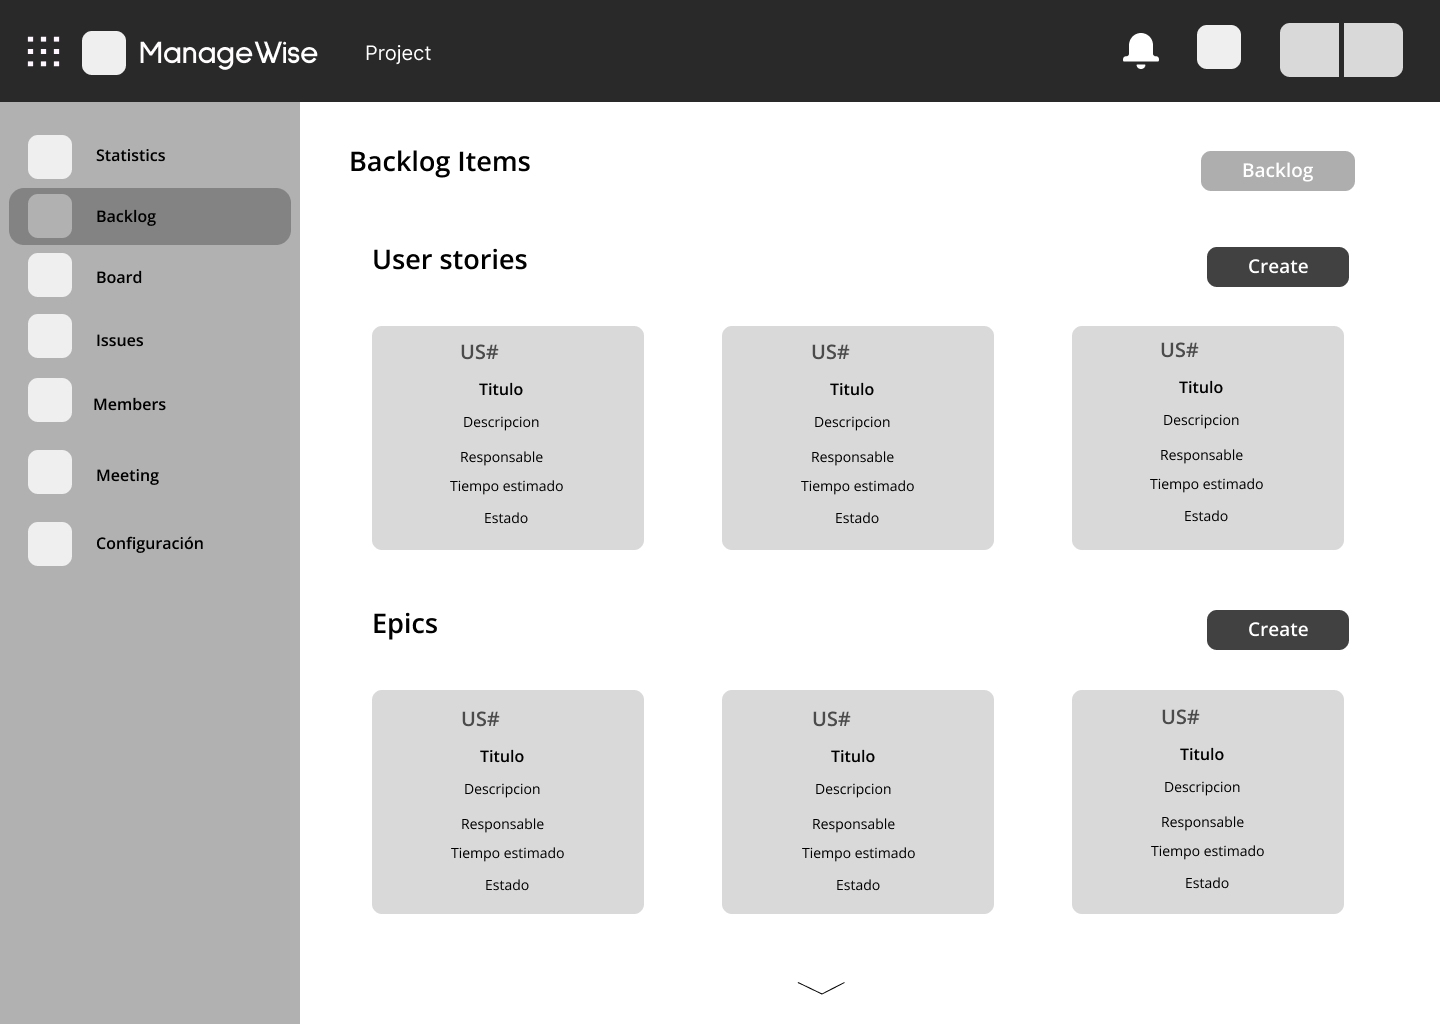 ManageWise
Project
Statistics
Backlog
Board
Issues
Members
Meeting
Configuración
Backlog Items
Backlog
User stories
Create
US#
Titulo
Descripcion
Responsable
Tiempo estimado
Estado
US#
Titulo
Descripcion
Responsable
Tiempo estimado
Estado
US#
Titulo
Descripcion
Responsable
Tiempo estimado
Estado
Epics
Create
US#
Titulo
Descripcion
Responsable
Tiempo estimado
Estado
US#
Titulo
Descripcion
Responsable
Tiempo estimado
Estado
US#
Titulo
Descripcion
Responsable
Tiempo estimado
Estado